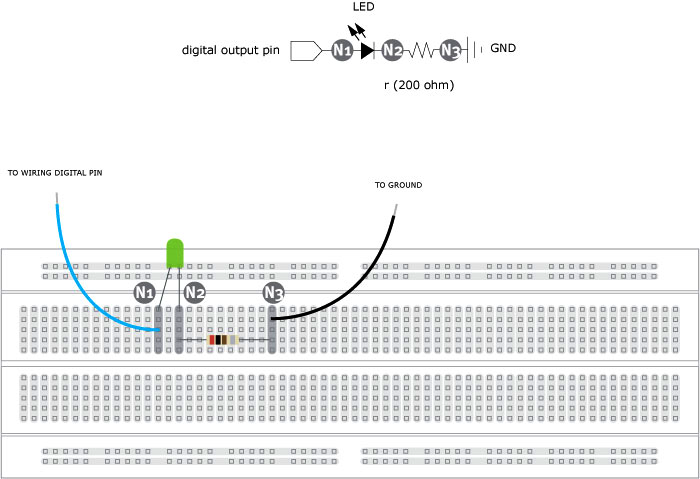 LED
digital output pin N1 N2 N3 GND
r (200 ohm)
TO WIRING DIGITAL PIN
TO GROUND
N1 N2 N3